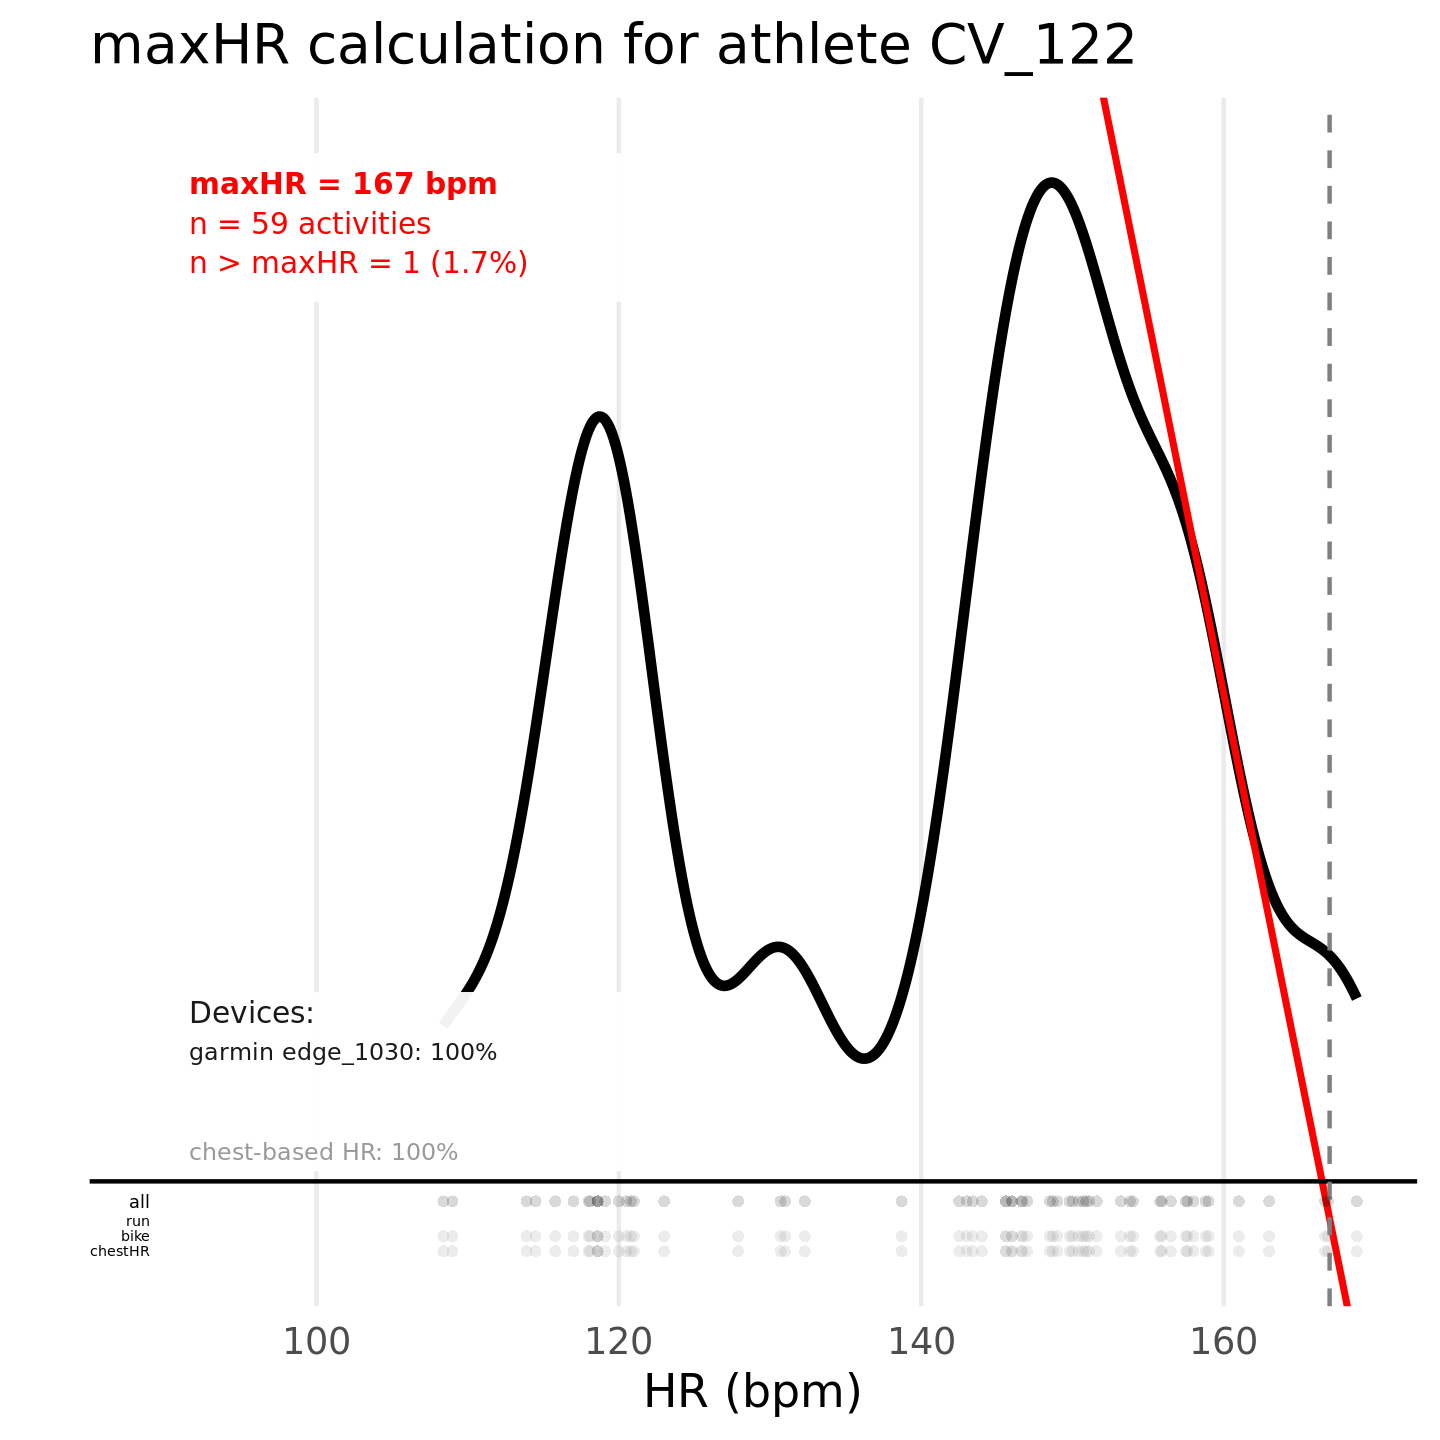 maxHR calculation for athlete CV_122
maxHR = 167 bpm
n = 59 activities
n > maxHR = 1 (1.7%)
Devices:
garmin edge_1030: 100%
chest-based HR: 100%
all
run
bike
chestHR
100 120 140 160
HR (bpm)